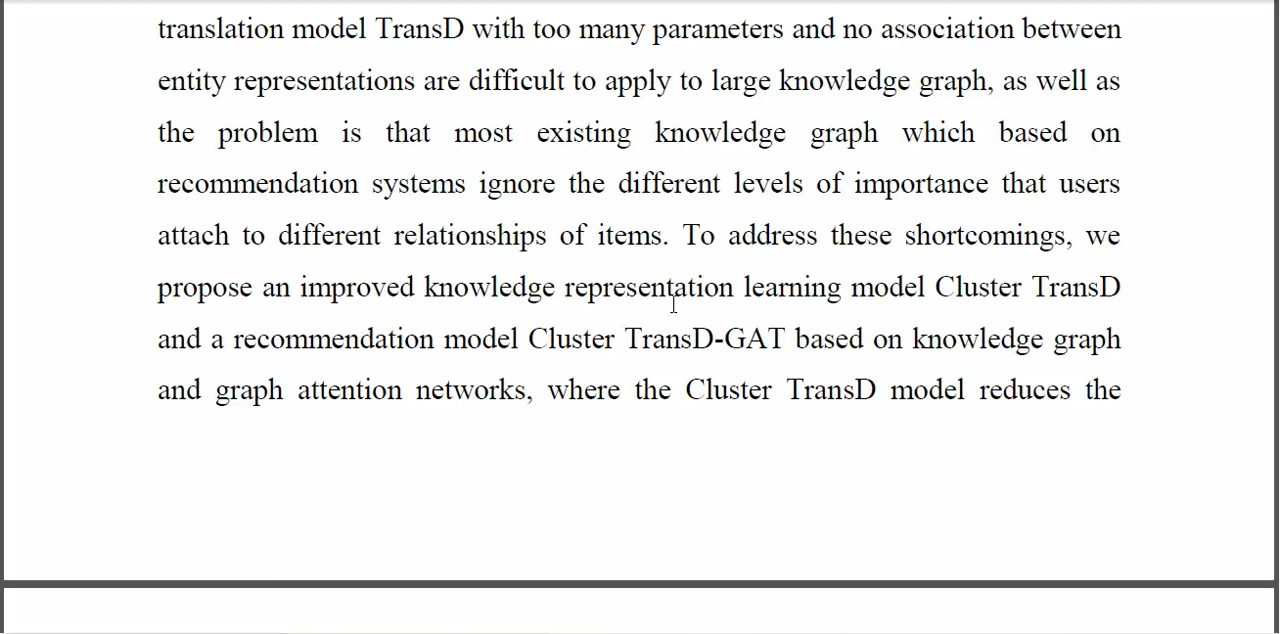 translation model TransD with too many parameters and no association between
entity representations are difficult to apply to large knowledge graph, as well as
the problem is that most existing knowledge graph which based on
recommendation systems ignore the different levels of importance that users
attach to different relationships of items. To address these shortcomings, we
propose an improved knowledge representation learning model Cluster TransD
and a recommendation model Cluster TransD-GAT based on knowledge graph
and graph attention networks, where the Cluster TransD model reduces the